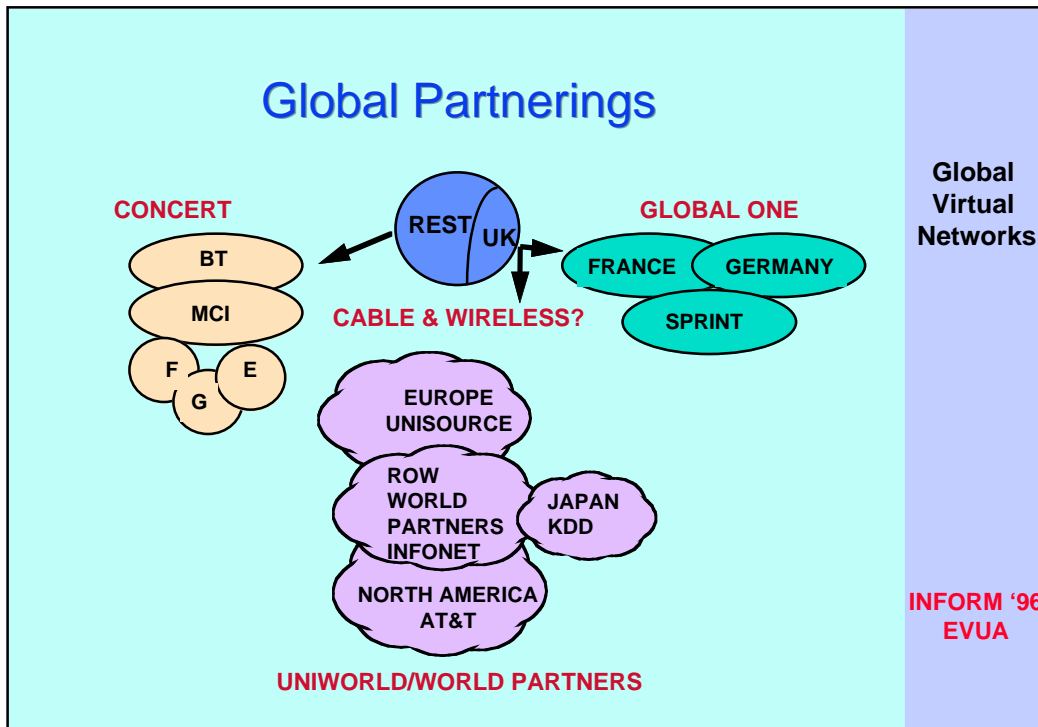 Global Partnerings
CONCERT
BT
MCI
F
G
E
REST
UK
CABLE & WIRELESS?
GLOBAL ONE
FRANCE
GERMANY
SPRINT
EUROPE
UNISOURCE
ROW
WORLD
PARTNERS
INFONET
JAPAN
KDD
NORTH AMERICA
AT&T
UNIWORLD/WORLD PARTNERS
Global
Virtual
Networks
INFORM ‘96
EVUA